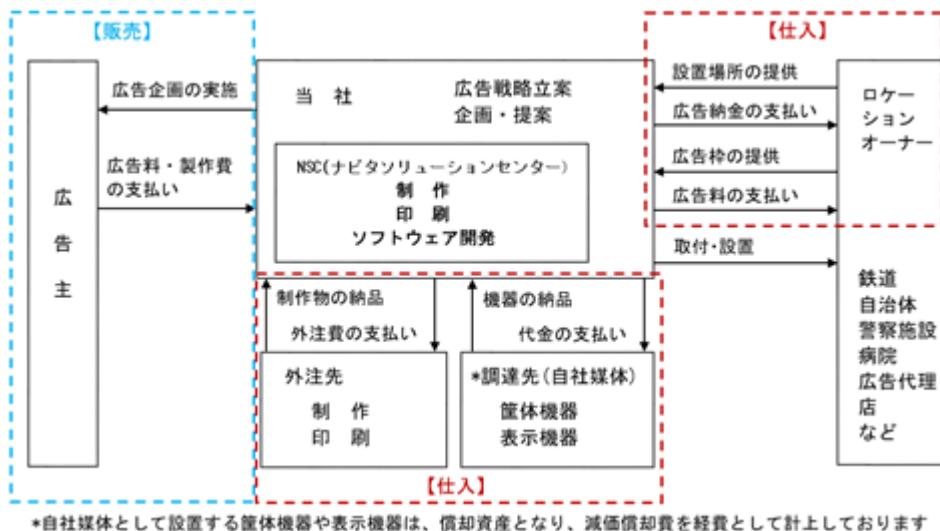 【販売】
【仕入】
広告企画の実施
広告料・製作費
の支払い
広
告
主
当 社
広告戦略立案
企画・提案
NSC(ナビタソリューションセンター)
制 作
印 刷
ソフトウェア開発
設置場所の提供
広告納金の支払い
広告枠の提供
広告料の支払い
取付・設置
ロケー
ション
オーナー
鉄道
自治体
警察施設
病院
広告代理
店
など
制作物の納品
外注費の支払い
機器の納品
代金の支払い
外注先
制 作
印 刷
*調達先(自社媒体)
筐体機器
表示機器
【仕入】
*自社媒体として設置する筐体機器や表示機器は、償却資産となり、減価償却費を経費として計上しております